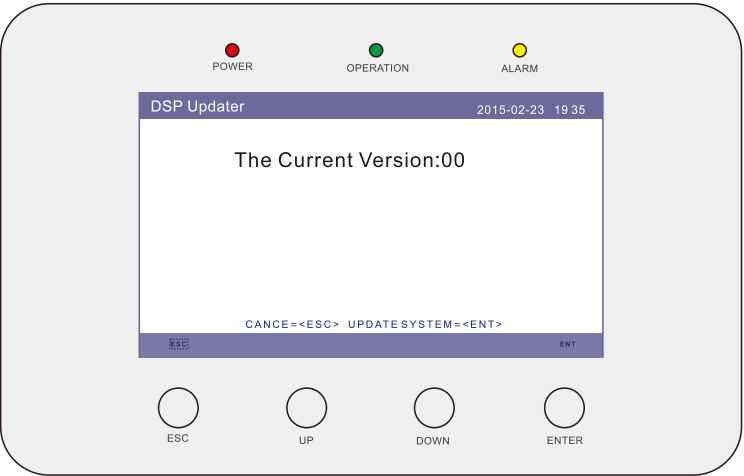 POWER OPERATION ALARM
DSP Updater 2015-02-23 19 35
The Current Version:00
CANCE=<ESC> UPDATE SYSTEM=<ENT>
ESC ENT
ESC UP DOWN ENTER